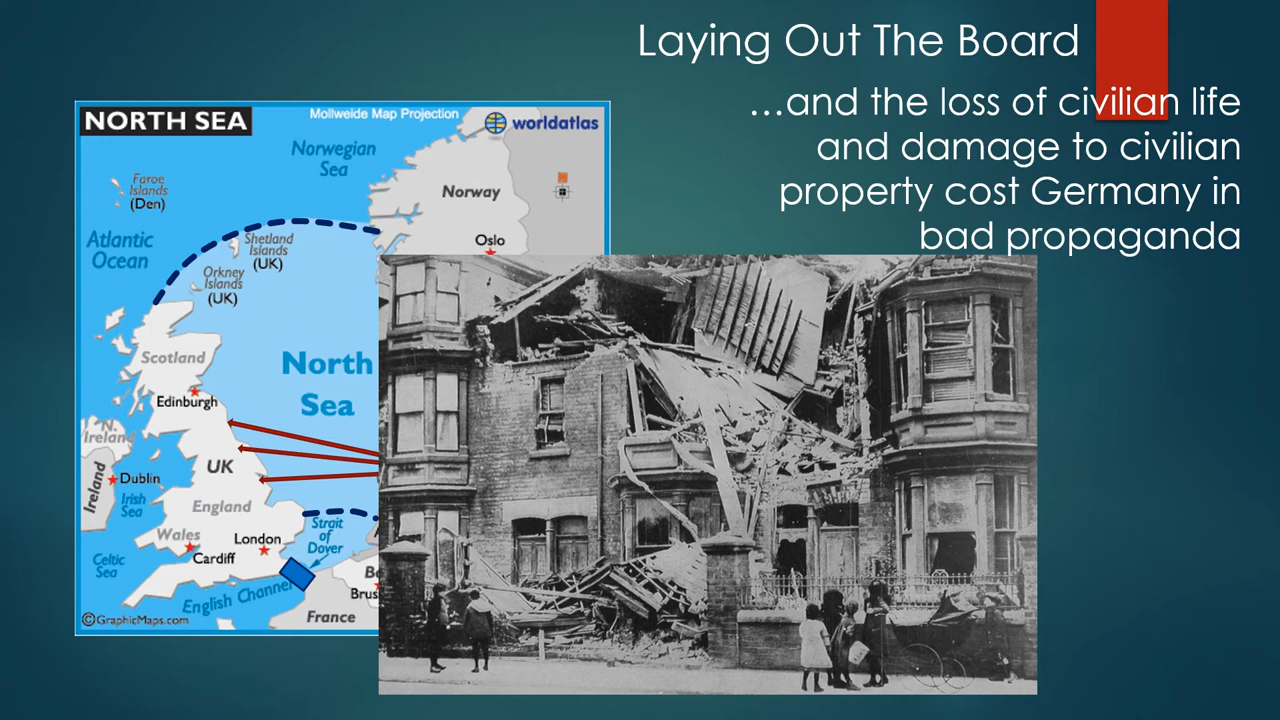 Laying Out The Board
…and the loss of civilian life
and damage to civilian
property cost Germany in
bad propaganda
NORTH SEA
Mollweide Map Projection
worldatlas
Norwegian
Sea
Faroe
Islands
(Den)
Norway
Atlantic
Ocean
Shetland
Islands
(UK)
Oslo
Orkney
Islands
(UK)
Scotland
North
Sea
Edinburgh
N.
Ireland
UK
Ireland
Dublin
Irish
Sea
England
Strait
of
Dover
Wales
London
Cardiff
Celtic
Sea
English Channel
France
©GraphicMaps.com